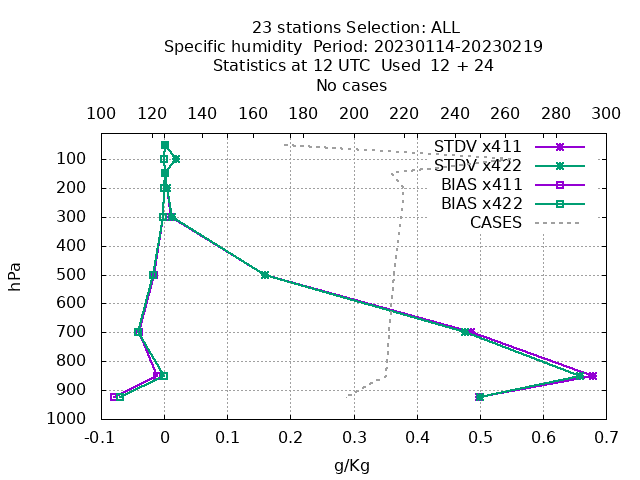 23 stations Selection: ALL
Specific humidity  Period: 20230114-20230219
Statistics at 12 UTC  Used  12 + 24
No cases
100 120 140 160 180 200 220 240 260 280 300
STDV x411
STDV x422
BIAS x411
BIAS x422
CASES
hPa
100
200
300
400
500
600
700
800
900
1000
-0.1 0 0.1 0.2 0.3 0.4 0.5 0.6 0.7
g/Kg